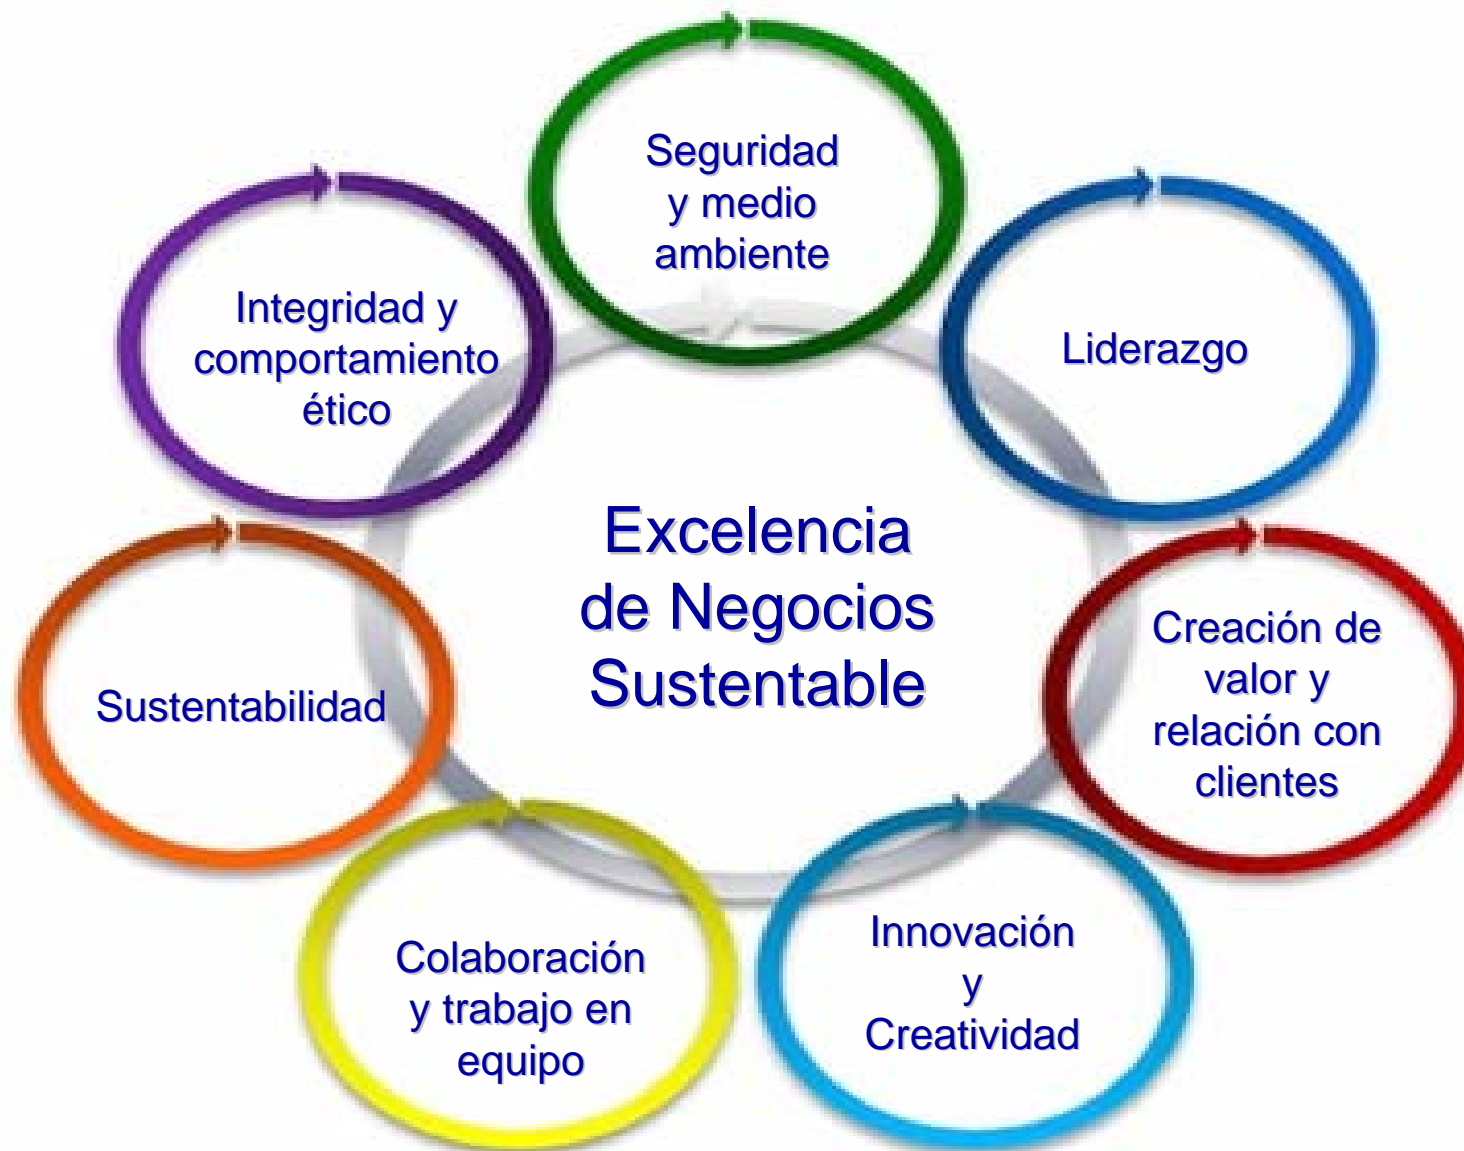 Seguridad
y medio
ambiente
Integridad y
comportamiento
ético
Liderazgo
Excelencia
de Negocios
Sustentable
Creación de
valor y
relación con
clientes
Sustentabilidad
Innovación
y
Creatividad
Colaboración
y trabajo en
equipo